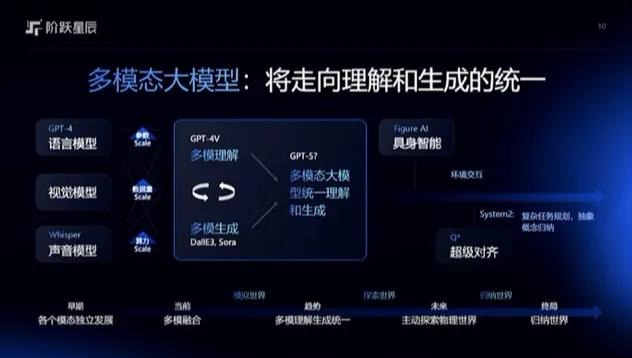 阶跃星辰
10
多模态大模型：将走向理解和生成的统一
GPT-4
语言模型
参数
Scale
视觉模型
数据量
Scale
Whisper
声音模型
算力
Scale
GPT-4V
多模理解
多模生成
DallE3, Sora
GPT-5?
多模态大模
型统一理解
和生成
Figure AI
具身智能
环境交互
System2: 复杂任务规划，抽象
概念归纳
Q*
超级对齐
模拟世界
探索世界
归纳世界
早期
当前
趋势
未来
终局
各个模态独立发展
多模融合
多模理解生成统一
主动探索物理世界
归纳世界